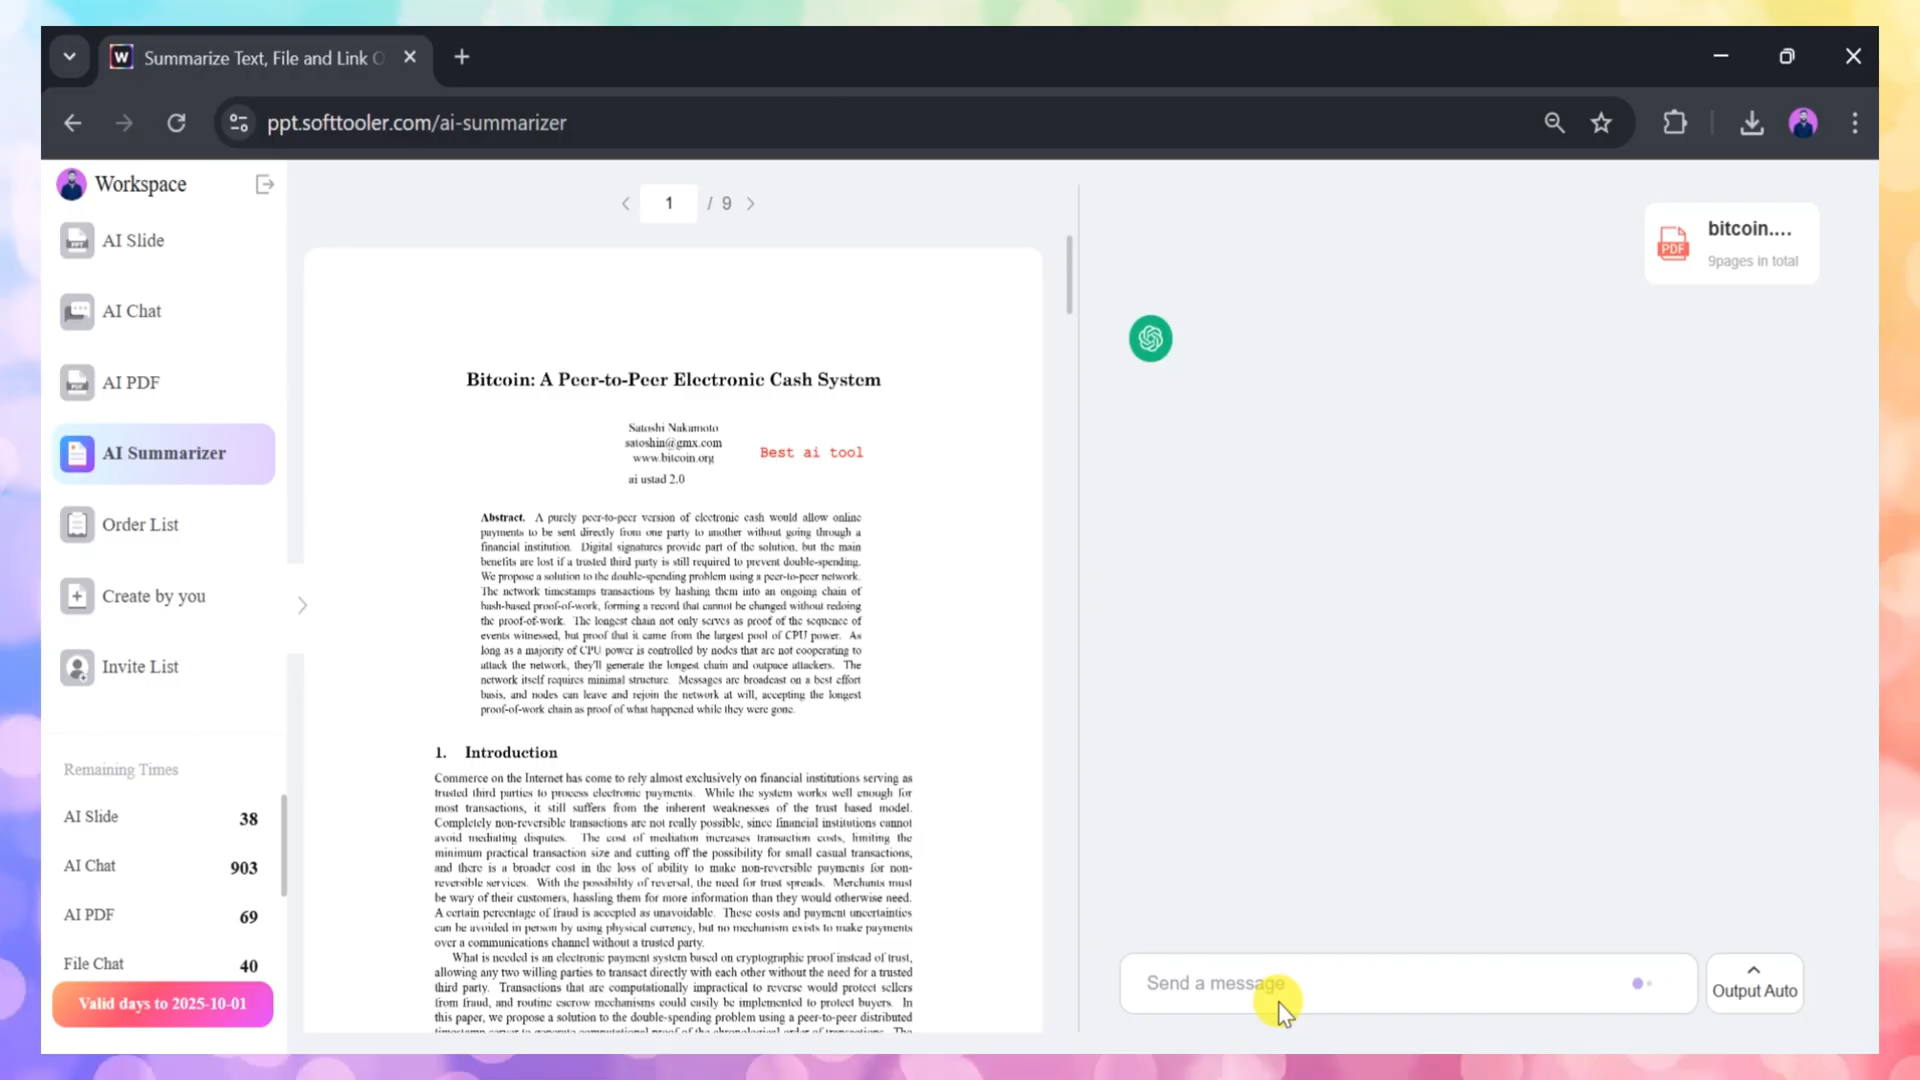 Summarize Text, File and Link O
ppt.softtooler.com/ai-summarizer
Workspace
AI Slide
AI Chat
AI PDF
AI Summarizer
Order List
Create by you
Invite List
Remaining Times
AI Slide 38
AI Chat 903
AI PDF 69
File Chat 40
Valid days to 2025-10-01
1 / 9
Bitcoin: A Peer-to-Peer Electronic Cash System
Satoshi Nakamoto
satoshin@gmx.com
www.bitcoin.org
Best ai tool
ai ustad 2.0
Abstract. A purely peer-to-peer version of electronic cash would allow online
payments to be sent directly from one party to another without going through a
financial institution. Digital signatures provide part of the solution, but the main
benefits are lost if a trusted third party is still required to prevent double-spending.
We propose a solution to the double-spending problem using a peer-to-peer network.
The network timestamps transactions by hashing them into an ongoing chain of
hash-based proof-of-work, forming a record that cannot be changed without redoing
the proof-of-work. The longest chain not only serves as proof of the sequence of
events witnessed, but proof that it came from the largest pool of CPU power. As
long as a majority of CPU power is controlled by nodes that are not cooperating to
attack the network, they'll generate the longest chain and outpace attackers. The
network itself requires minimal structure. Messages are broadcast on a best effort
basis, and nodes can leave and rejoin the network at will, accepting the longest
proof-of-work chain as proof of what happened while they were gone.
1. Introduction
Commerce on the Internet has come to rely almost exclusively on financial institutions serving as
trusted third parties to process electronic payments. While the system works well enough for
most transactions, it still suffers from the inherent weaknesses of the trust based model.
Completely non-reversible transactions are not really possible, since financial institutions cannot
avoid mediating disputes. The cost of mediation increases transaction costs, limiting the
minimum practical transaction size and cutting off the possibility for small casual transactions,
and there is a broader cost in the loss of ability to make non-reversible payments for non-
reversible services. With the possibility of reversal, the need for trust spreads. Merchants must
be wary of their customers, hassling them for more information than they would otherwise need.
A certain percentage of fraud is accepted as unavoidable. These costs and payment uncertainties
can be avoided in person by using physical currency, but no mechanism exists to make payments
over a communications channel without a trusted party.
What is needed is an electronic payment system based on cryptographic proof instead of trust,
allowing any two willing parties to transact directly with each other without the need for a trusted
third party. Transactions that are computationally impractical to reverse would protect sellers
from fraud, and routine escrow mechanisms could easily be implemented to protect buyers. In
this paper, we propose a solution to the double-spending problem using a peer-to-peer distributed
timestamp server to generate computational proof of the chronological order of transactions. The
PDF
bitcoin....
9pages in total
Send a message
Output Auto